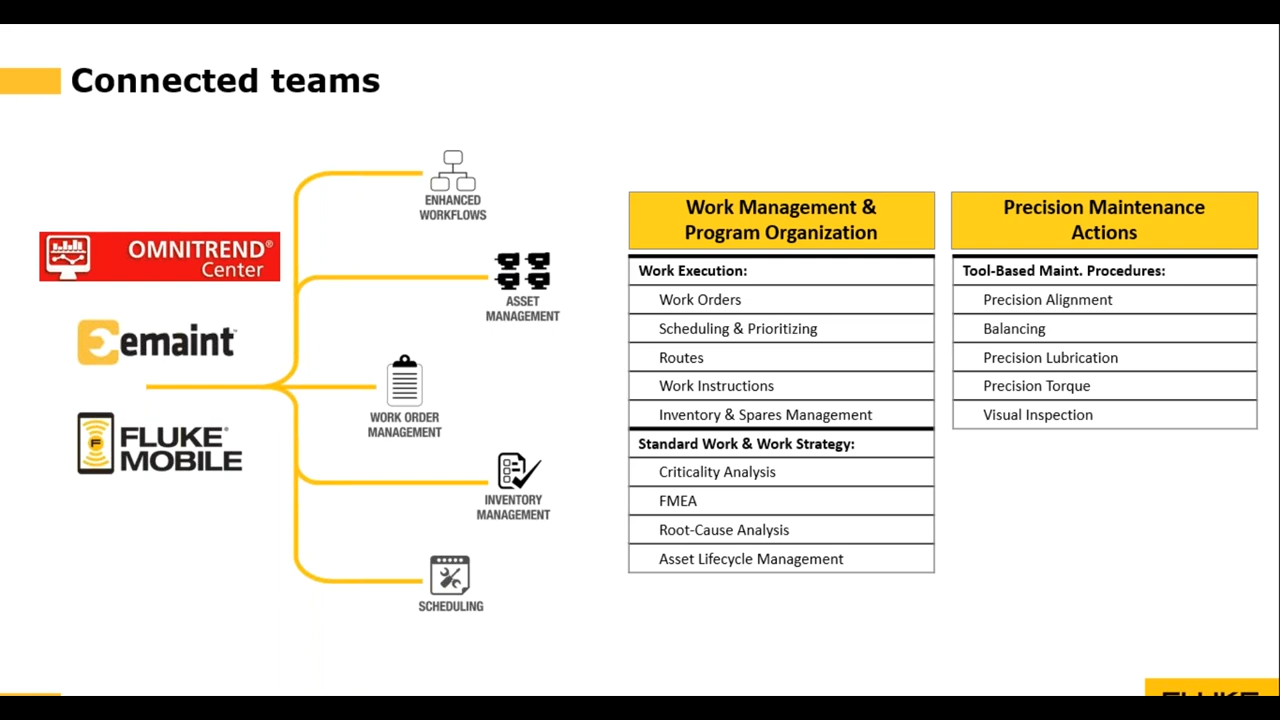 Connected teams
ENHANCED
WORKFLOWS
OMNITREND®
Center
ASSET
MANAGEMENT
emaint™
WORK ORDER
MANAGEMENT
F
FLUKE®
MOBILE
INVENTORY
MANAGEMENT
SCHEDULING
Work Management &
Program Organization
Work Execution:
Work Orders
Scheduling & Prioritizing
Routes
Work Instructions
Inventory & Spares Management
Standard Work & Work Strategy:
Criticality Analysis
FMEA
Root-Cause Analysis
Asset Lifecycle Management
Precision Maintenance
Actions
Tool-Based Maint. Procedures:
Precision Alignment
Balancing
Precision Lubrication
Precision Torque
Visual Inspection
FLUKE